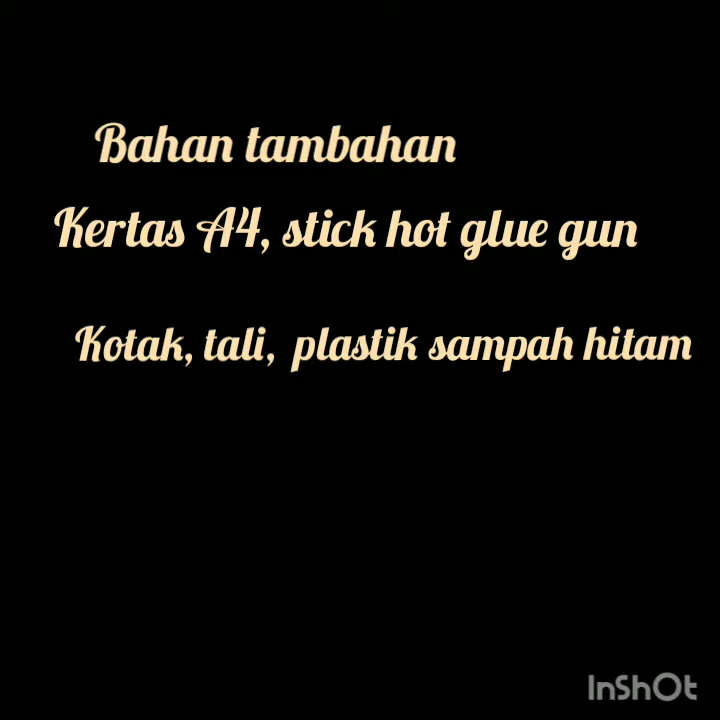 Bahan tambahan
Kertas A4, stick hot glue gun
Kotak, tali, plastik sampah hitam
InShOt